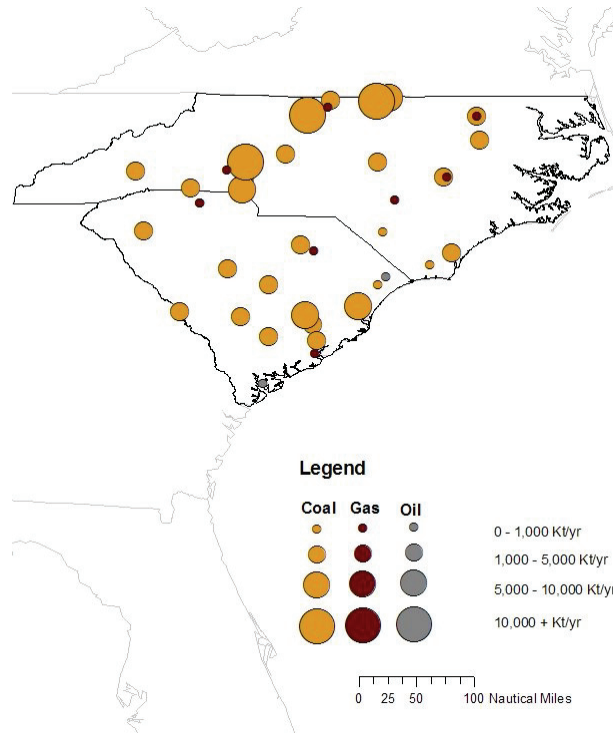 Legend
Coal Gas Oil
0 - 1,000 Kt/yr
1,000 - 5,000 Kt/yr
5,000 - 10,000 Kt/yr
10,000 + Kt/yr
0 25 50 100 Nautical Miles